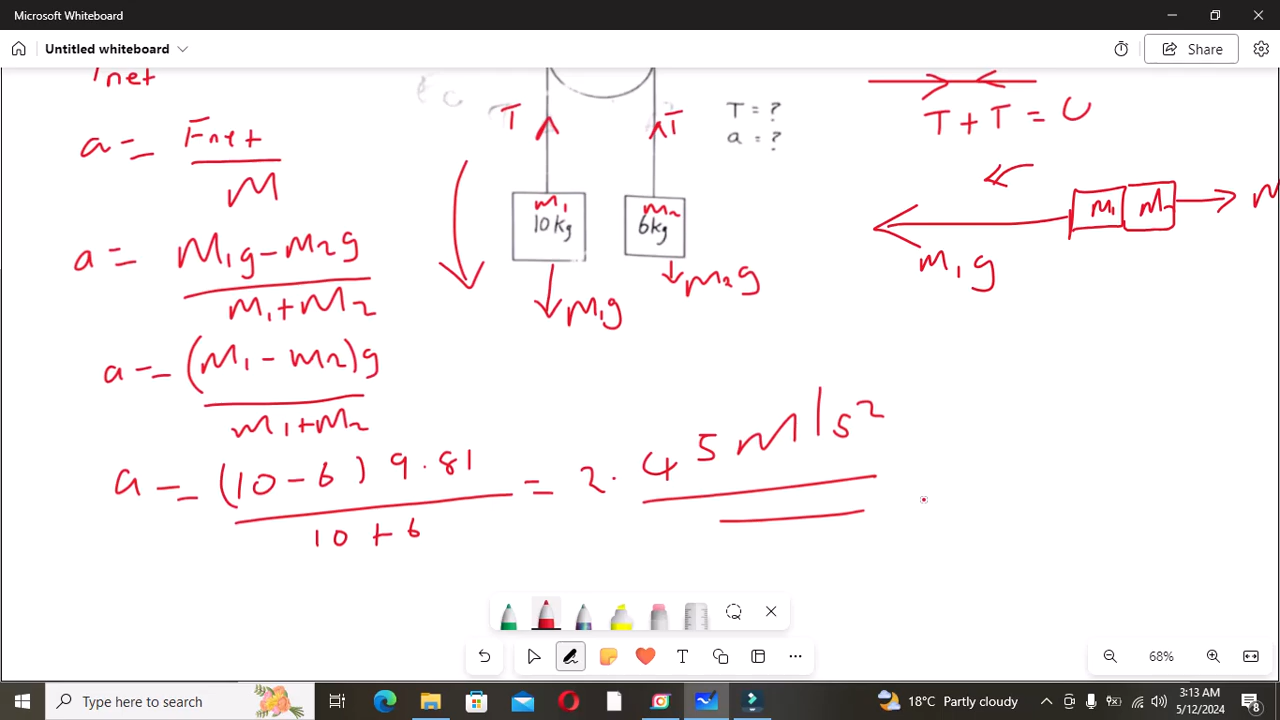 Microsoft Whiteboard
Untitled whiteboard
Share
Fnet
a = Fnet
M
a = M₁g - M₂g
M₁ + M₂
a = (M₁ - M₂)g
M₁ + M₂
a = (10 - 6) 9.81 = 2.45 m/s²
10 + 6
T
T
T = ?
a = ?
m₁
10kg
m₂
6kg
M₁g
M₂g
T + T = 0
m₁
m₂
M₁g
68%
Type here to search
18°C Partly cloudy
3:13 AM
5/12/2024
8